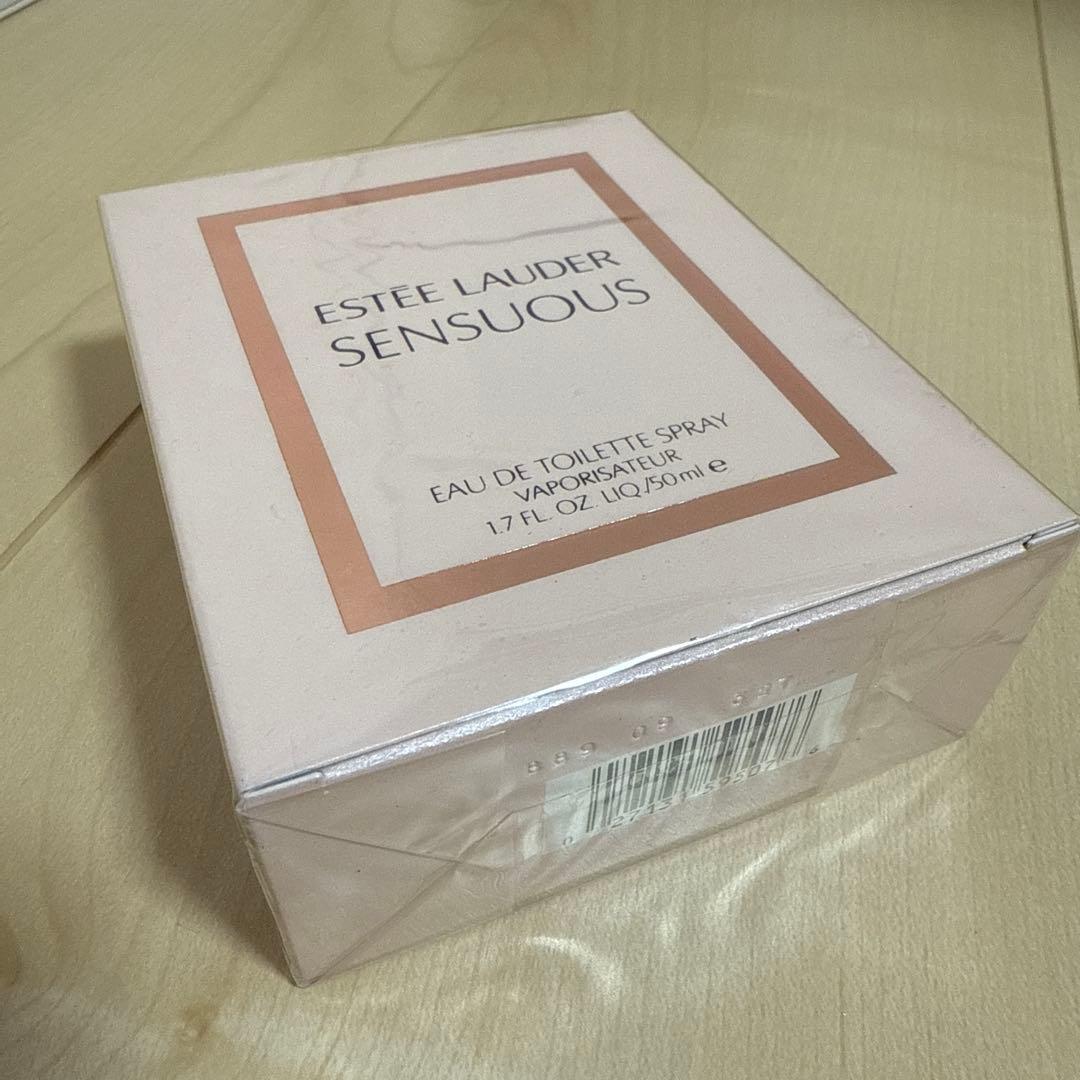 ESTĒE LAUDER
SENSUOUS
EAU DE TOILETTE SPRAY
VAPORISATEUR
1.7 FL. OZ. LIQ./50 ml e